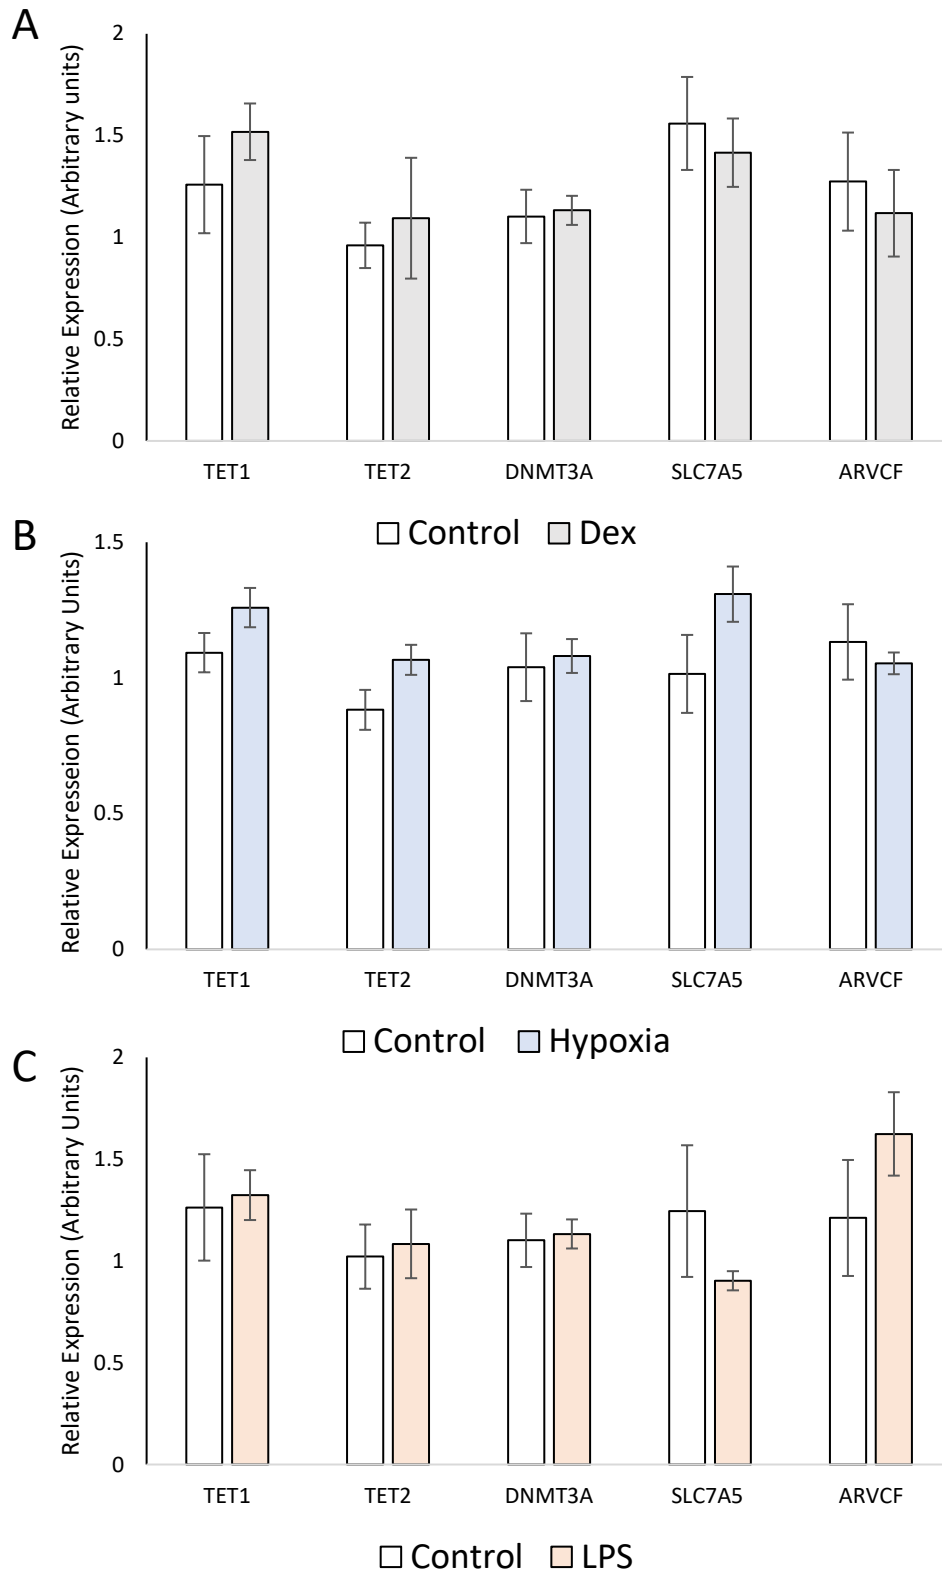 A
Relative Expression (Arbitrary units)
2
1.5
1
0.5
0
TET1 TET2 DNMT3A SLC7A5 ARVCF
Control Dex
B
Relative Expresseion (Arbitrary Units)
1.5
1
0.5
0
TET1 TET2 DNMT3A SLC7A5 ARVCF
Control Hypoxia
C
Relative Expression (Arbitrary Units)
2
1.5
1
0.5
0
TET1 TET2 DNMT3A SLC7A5 ARVCF
Control LPS